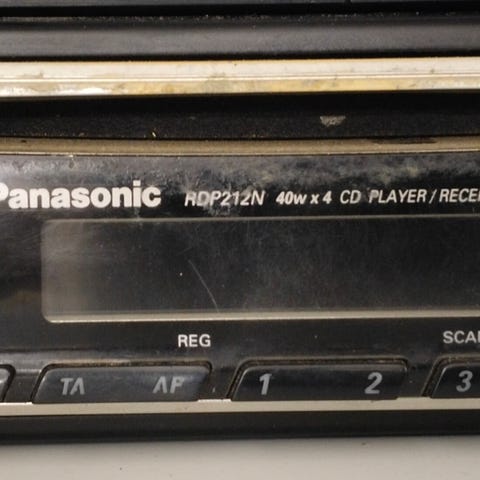 Panasonic RDP212N 40w x 4 CD PLAYER / RECE
REG SCA
TA AF 1 2 3